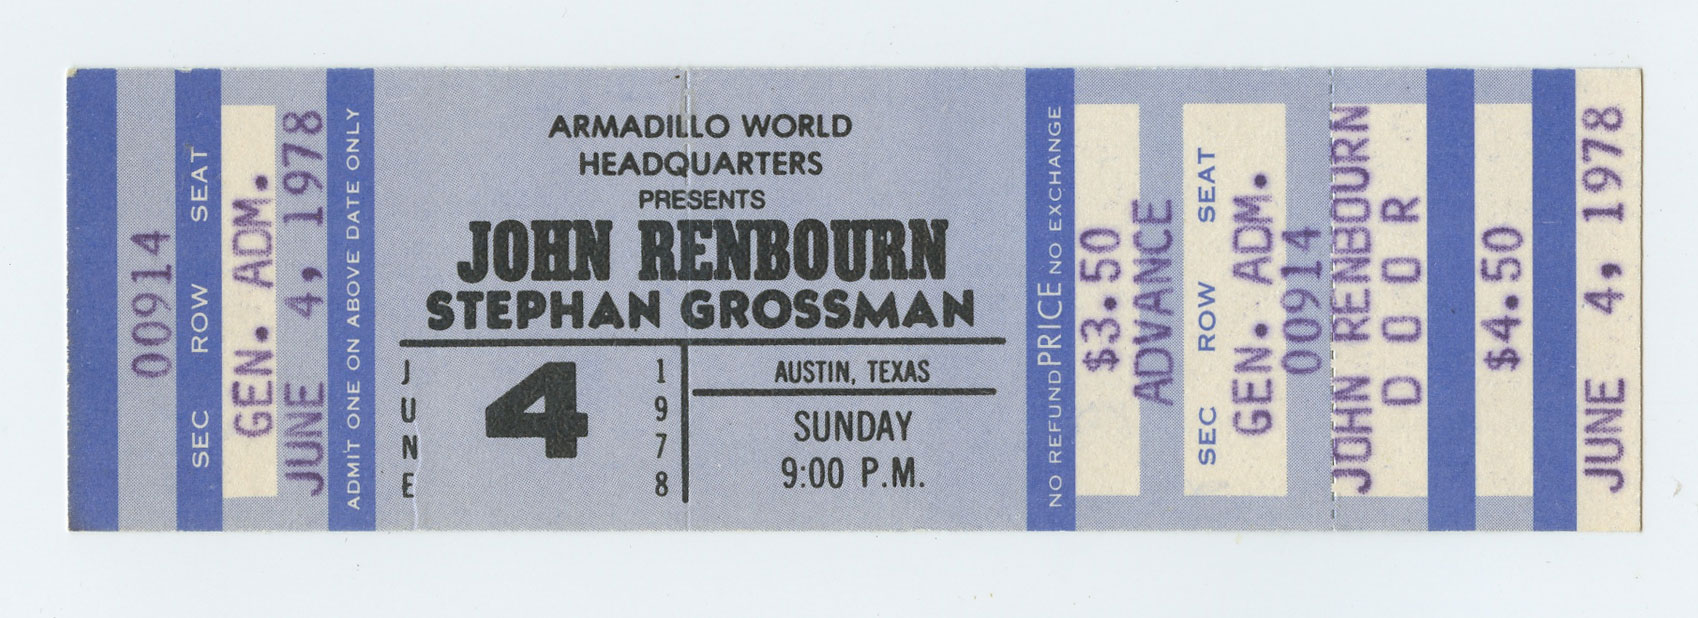 00914
SEC ROW SEAT
GEN. ADM.
JUNE 4, 1978
ADMIT ONE ON ABOVE DATE ONLY
ARMADILLO WORLD
HEADQUARTERS
PRESENTS
JOHN RENBOURN
STEPHAN GROSSMAN
JUNE
4
1978
AUSTIN, TEXAS
SUNDAY
9:00 P.M.
NO REFUND PRICE NO EXCHANGE
$3.50
ADVANCE
SEC ROW SEAT
GEN. ADM.
00914
JOHN RENBOURN
DOOR
$4.50
JUNE 4, 1978